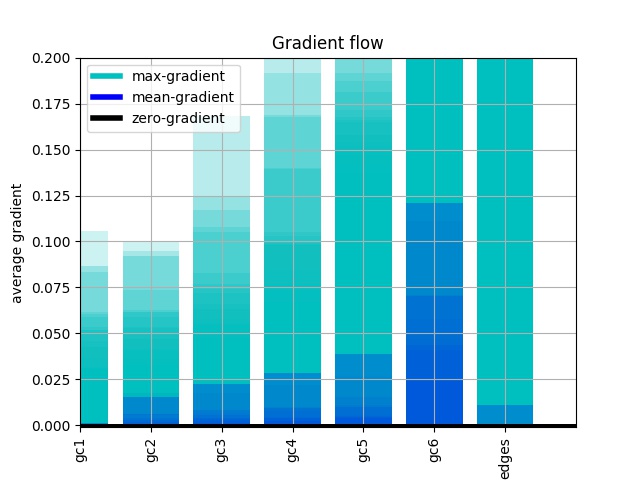 Gradient flow
max-gradient
mean-gradient
zero-gradient
average gradient
0.200
0.175
0.150
0.125
0.100
0.075
0.050
0.025
0.000
gc1
gc2
gc3
gc4
gc5
gc6
edges